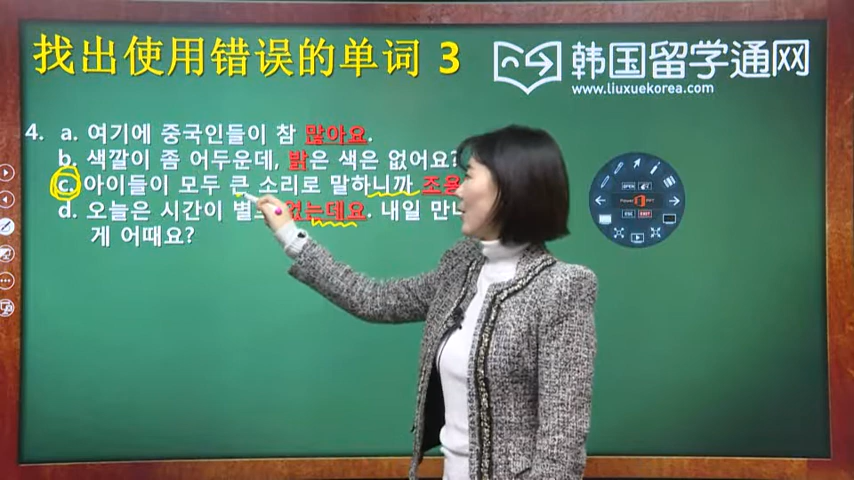 找出使用错误的单词 3
韩国留学通网
www.liuxuekorea.com
4. a. 여기에 중국인들이 참 많아요.
b. 색깔이 좀 어두운데, 밝은 색은 없어요?
c. 아이들이 모두 큰 소리로 말하니까 조용
d. 오늘은 시간이 없는데요. 내일 만나
게 어때요?
OPEN
ESC